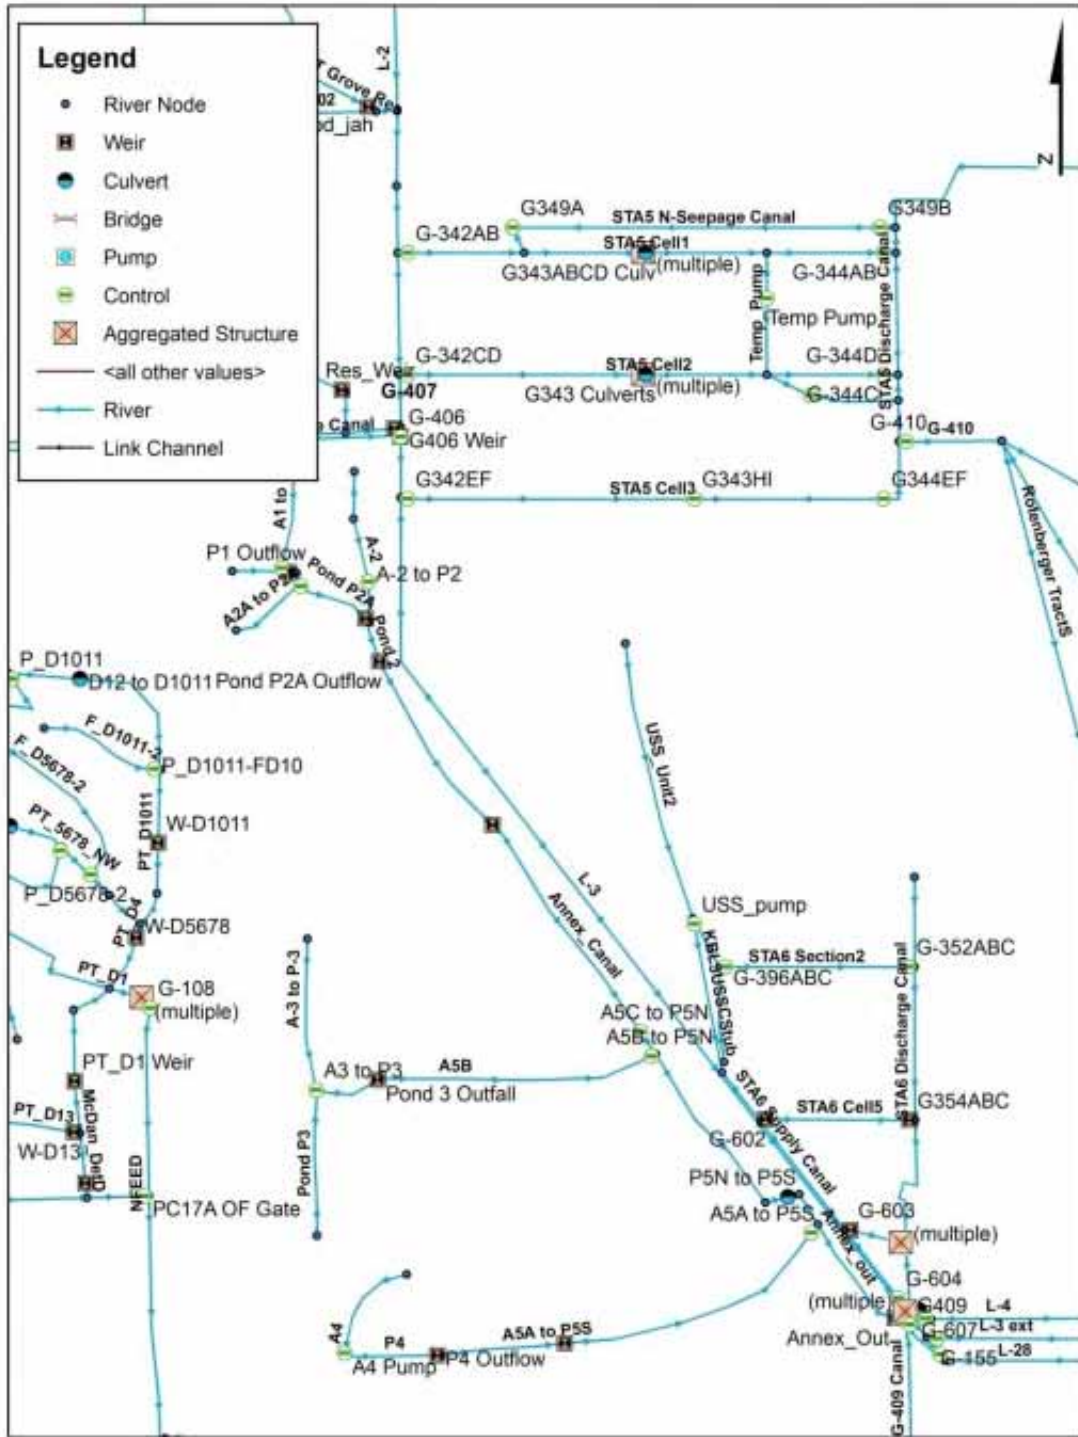 Legend
River Node
Weir
Culvert
Bridge
Pump
Control
Aggregated Structure
<all other values>
River
Link Channel
L-2
Grove Re
02
od_jah
Z
G349A
STA5 N-Seepage Canal
G349B
G-342AB
STA5 Cell1
G343ABCD Culv
(multiple)
G-344AB
Temp_Pump
Temp Pump
STA5 Discharge Canal
Res_We
G-342CD
STA5 Cell2
G343 Culverts
(multiple)
G-344D
G-344C
G-407
G-406
Canal
G406 Weir
G-410
G-410
G342EF
STA5 Cell3
G343HI
G344EF
Rotenberger TractS
A1 to
A-2
P1 Outflow
A-2 to P2
A2A to P2A
Pond P2A
Pond 2
P_D1011
D12 to D1011
Pond P2A Outflow
F_D1011-2
F_D5678-2
P_D1011-FD10
PT_5678_NW
PT_D1011
W-D1011
P_D5678-2
PT_D4
W-D5678
PT_D1
G-108
(multiple)
USS_Unit2
L-3
Annex_Canal
USS_pump
KBLSUSSCStub
STA6 Section2
G-352ABC
G-396ABC
STA6 Discharge Canal
A-3 to P-3
A5C to P5N
A5B to P5N
PT_D1 Weir
A3 to P3
A5B
Pond 3 Outfall
STA6 Supply Canal
STA6 Cell5
G354ABC
PT_D13
McDan_Det
W-D13
G-602
NFEED
Pond P3
PC17A OF Gate
P5N to P5S
A5A to P5S
G-603
(multiple)
Annex_out
G-604
(multiple
G409
L-4
L-3 ext
Annex_Out
G-607
G-155
L-28
G-409 Canal
A4
P4
A5A to P5S
A4 Pump
P4 Outflow